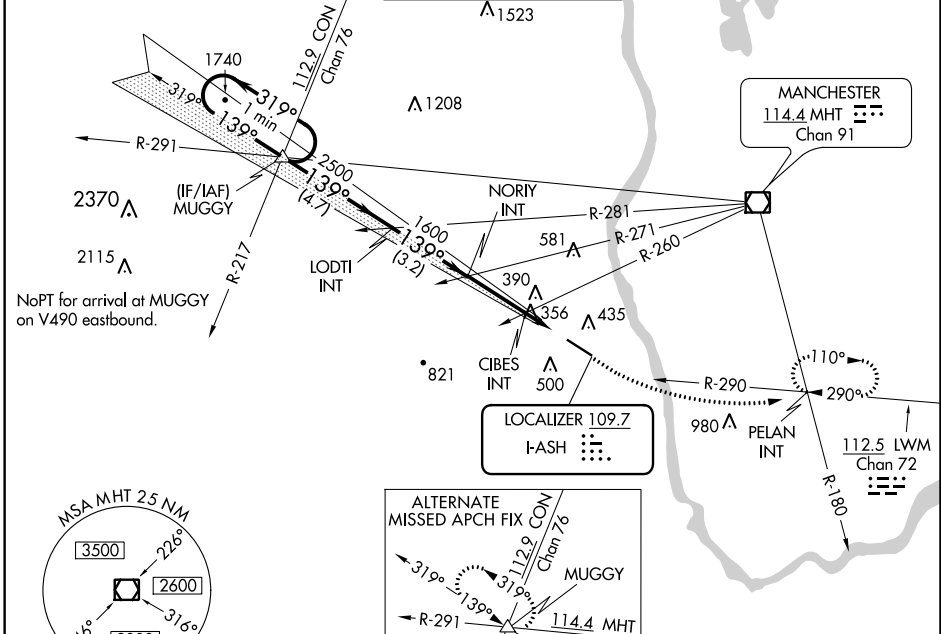 1523
112.9 CON
Chan 76
1740
319°
319°
1 min
139°
1208
MANCHESTER
114.4 MHT
Chan 91
R-291
2500
139°
(4.7)
(IF/IAF)
MUGGY
NORIY
INT
2370
1600
139°
(3.2)
R-281
R-271
R-260
581
2115
R-217
LODTI
INT
390
356
435
NoPT for arrival at MUGGY
on V490 eastbound.
CIBES
INT
821
500
110°
R-290
290°
LOCALIZER 109.7
I-ASH
980
PELAN
INT
112.5 LWM
Chan 72
R-180
MSA MHT 25 NM
3500
226°
2600
316°
ALTERNATE
MISSED APCH FIX
112.9 CON
Chan 76
319°
319°
139°
MUGGY
R-291
114.4 MHT